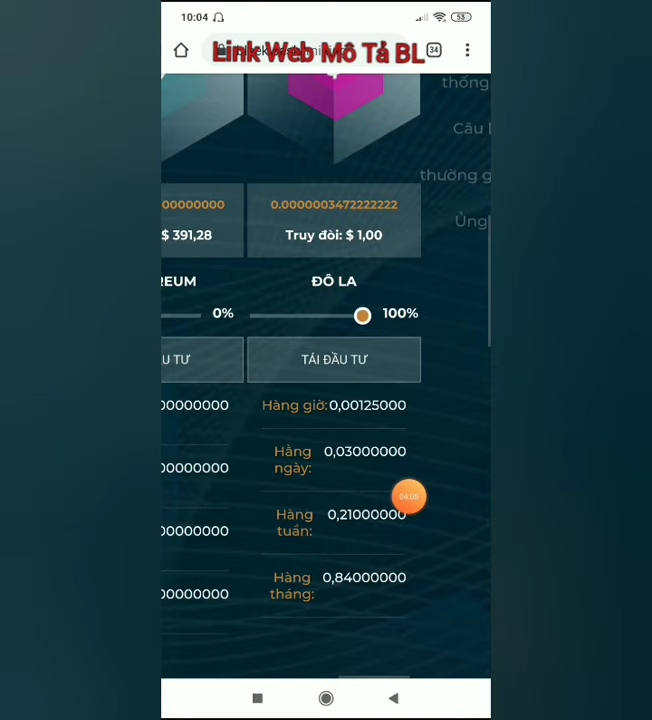 10:04
53
Link Web Mô Tả BL
34
thống
Câu
thường g
Ủng
00000000
0.0000003472222222
$ 391,28
Truy đòi: $ 1,00
REUM
ĐÔ LA
0%
100%
U TƯ
TÁI ĐẦU TƯ
00000000
Hàng giờ: 0,00125000
Hằng
ngày:
0,03000000
00000000
04:05
Hàng
tuần:
0,21000000
00000000
Hàng
tháng:
0,84000000
00000000